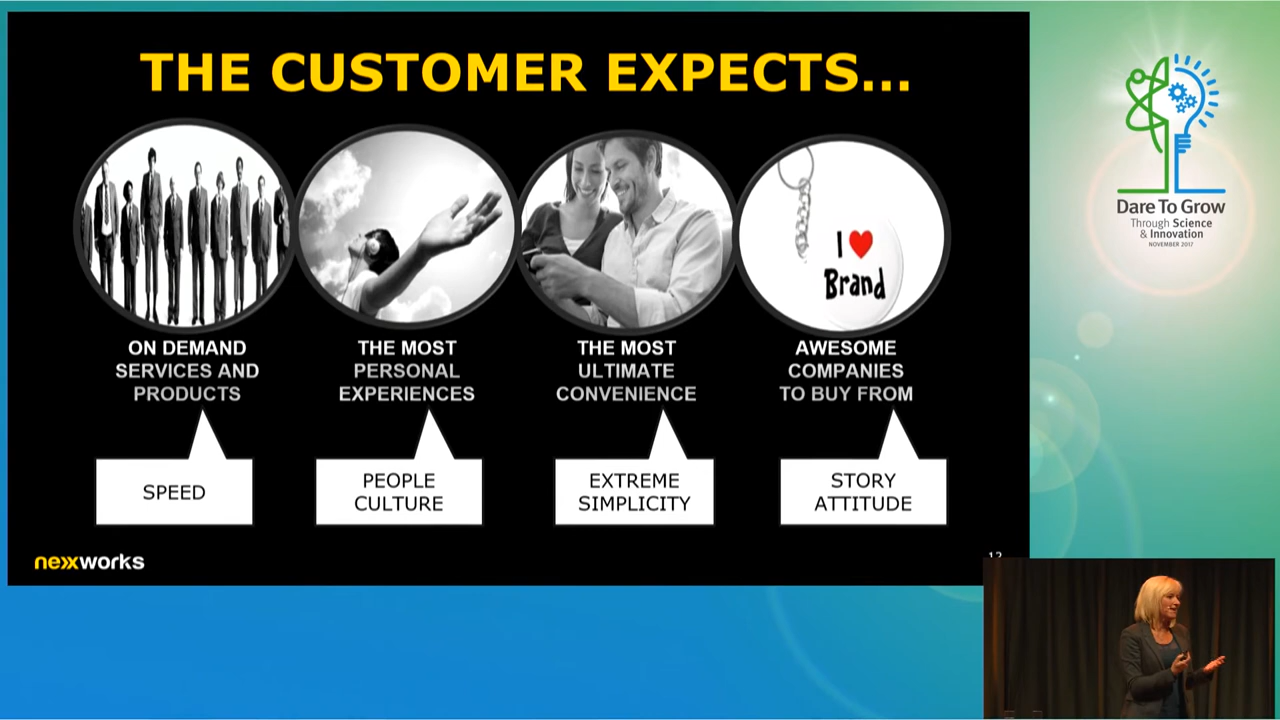 THE CUSTOMER EXPECTS...
I ❤
Brand
ON DEMAND
SERVICES AND
PRODUCTS
THE MOST
PERSONAL
EXPERIENCES
THE MOST
ULTIMATE
CONVENIENCE
AWESOME
COMPANIES
TO BUY FROM
SPEED
PEOPLE
CULTURE
EXTREME
SIMPLICITY
STORY
ATTITUDE
nexxworks
Dare To Grow
Through Science
& Innovation
NOVEMBER 2017